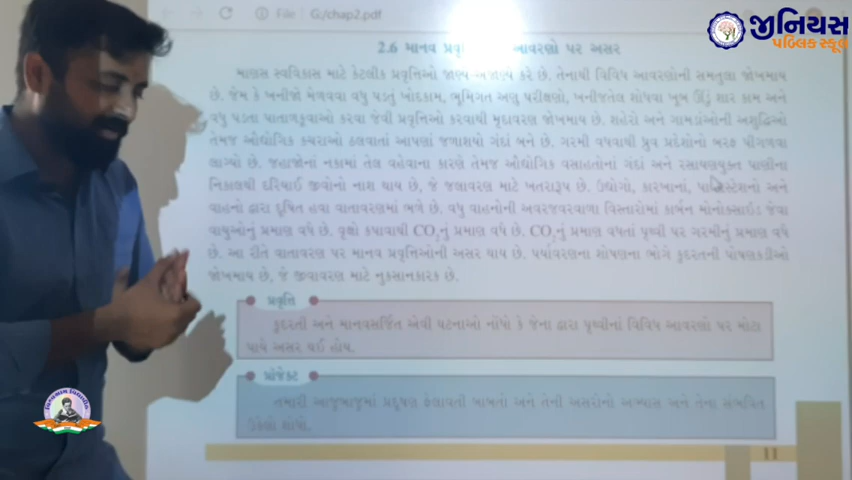 File G:/chap2.pdf
જીનિયસ
પબ્લિક સ્કૂલ
2.6 માનવ આવરણો પર અસર
માણસ સ્વવિકાસ માટે કેટલીક પ્રવૃત્તિઓ જાણ્યે અજાણ્યે કરે છે, તેનાથી વિવિધ આવરણોની સમતુલા જોખમાય
છે. જેમ કે ખનીજો મેળવવા વધુ પડતું ખોદકામ, ભૂમિગત અણુ પરીક્ષણો, ખનીજતેલ શોધવા ખૂબ ઊંડું શાર કામ અને
વધુ પડતા પાતાળકૂવાઓ કરવા જેવી પ્રવૃત્તિઓ કરવાથી મૃદાવરણ જોખમાય છે. શહેરો અને ગામડાંઓની અશુદ્ધિઓ
તેમજ ઔદ્યોગિક કચરાઓ ઠલવાતાં આપણાં જળાશયો ગંદાં બને છે. ગરમી વધવાથી ધ્રુવ પ્રદેશોનો બરફ પીગળવા
લાગ્યો છે. જહાજોનાં નકામાં તેલ વહેવાના કારણે તેમજ ઔદ્યોગિક વસાહતોનાં ગંદાં અને રસાયણયુક્ત પાણીના
નિકાલથી દરિયાઈ જીવોનો નાશ થાય છે, જે જલાવરણ માટે ખતરારૂપ છે. ઉદ્યોગો, કારખાનાં, પાવરસ્ટેશનો અને
વાહનો દ્વારા દૂષિત હવા વાતાવરણમાં ભળે છે. વધુ વાહનોની અવરજવરવાળા વિસ્તારોમાં કાર્બન મોનોક્સાઈડ જેવા
વાયુઓનું પ્રમાણ વધે છે. વૃક્ષો કપાવાથી CO₂નું પ્રમાણ વધે છે. CO₂નું પ્રમાણ વધતાં પૃથ્વી પર ગરમીનું પ્રમાણ વધે
છે. આ રીતે વાતાવરણ પર માનવ પ્રવૃત્તિઓની અસર થાય છે. પર્યાવરણના શોષણના ભોગે કુદરતની પોષણકડીઓ
જોખમાય છે, જે જીવાવરણ માટે નુકસાનકારક છે.
પ્રવૃત્તિ
કુદરતી અને માનવસર્જિત એવી ઘટનાઓ નોંધો કે જેના દ્વારા પૃથ્વીનાં વિવિધ આવરણો પર મોટા
પાયે અસર થઈ હોય.
પ્રોજેક્ટ
તમારી આજુબાજુમાં પ્રદૂષણ ફેલાવતી બાબતો અને તેની અસરોનો અભ્યાસ અને તેના સંભવિત
ઉકેલો શોધો.
11